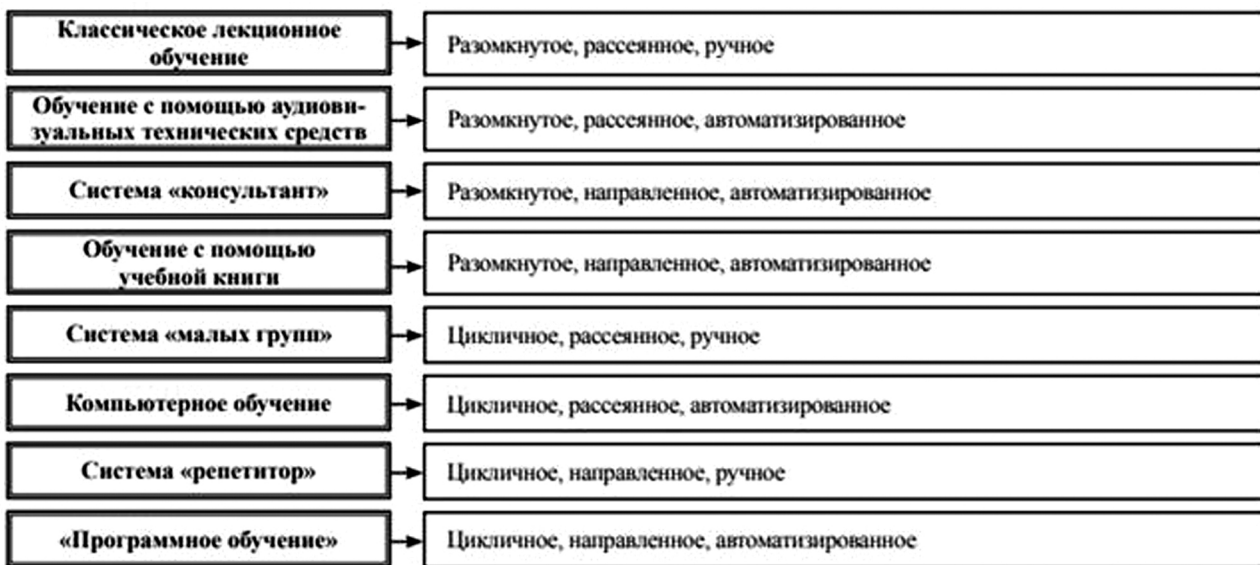 Классическое лекционное
обучение
Разомкнутое, рассеянное, ручное
Обучение с помощью аудиови-
зуальных технических средств
Разомкнутое, рассеянное, автоматизированное
Система «консультант»
Разомкнутое, направленное, автоматизированное
Обучение с помощью
учебной книги
Разомкнутое, направленное, автоматизированное
Система «малых групп»
Цикличное, рассеянное, ручное
Компьютерное обучение
Цикличное, рассеянное, автоматизированное
Система «репетитор»
Цикличное, направленное, ручное
«Программное обучение»
Цикличное, направленное, автоматизированное